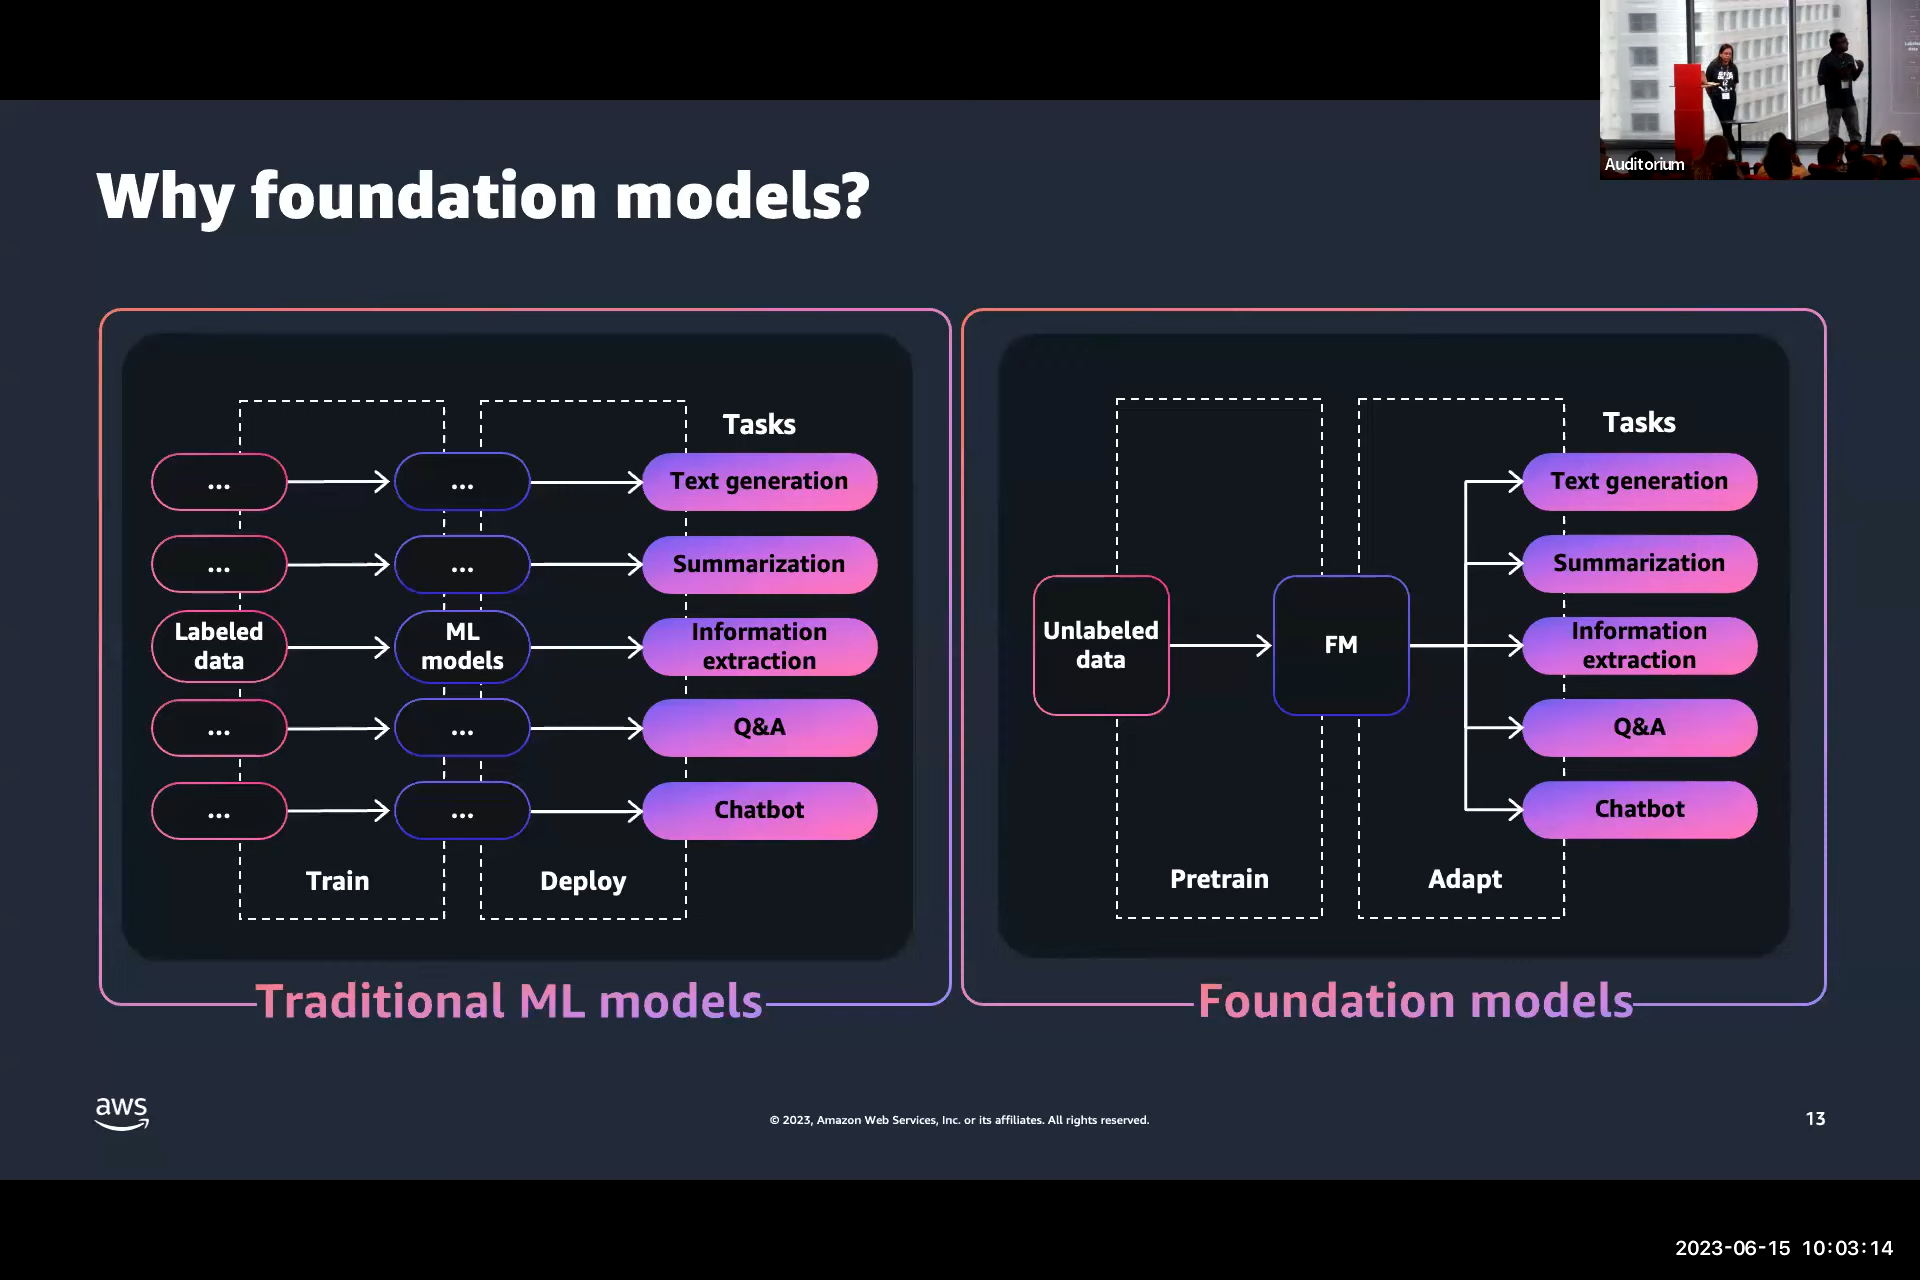 Auditorium
Why foundation models?
Tasks
...
...
Text generation
...
...
Summarization
Labeled
data
ML
models
Information
extraction
...
...
Q&A
...
...
Chatbot
Train
Deploy
Traditional ML models
Tasks
Text generation
Summarization
Unlabeled
data
FM
Information
extraction
Q&A
Chatbot
Pretrain
Adapt
Foundation models
aws
© 2023, Amazon Web Services, Inc. or its affiliates. All rights reserved.
13
2023-06-15 10:03:14